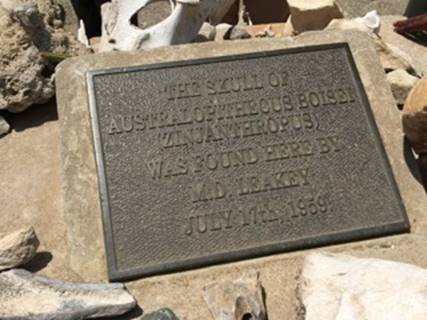 THE SKULL OF
AUSTRALOPITHECUS BOISEI
(ZINJANTHROPUS)
WAS FOUND HERE BY
M.D. LEAKEY
JULY 17th, 1959.